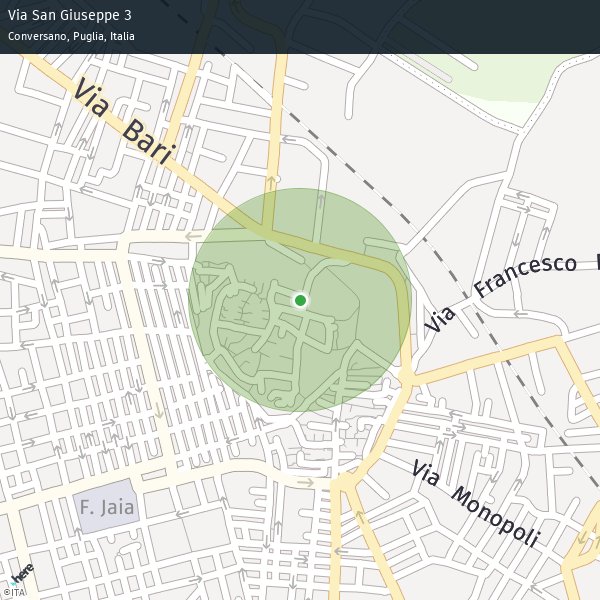 Via San Giuseppe 3
Conversano, Puglia, Italia
Via Bari
Via Francesco
Via Monopoli
F. Jaia
here
©ITA